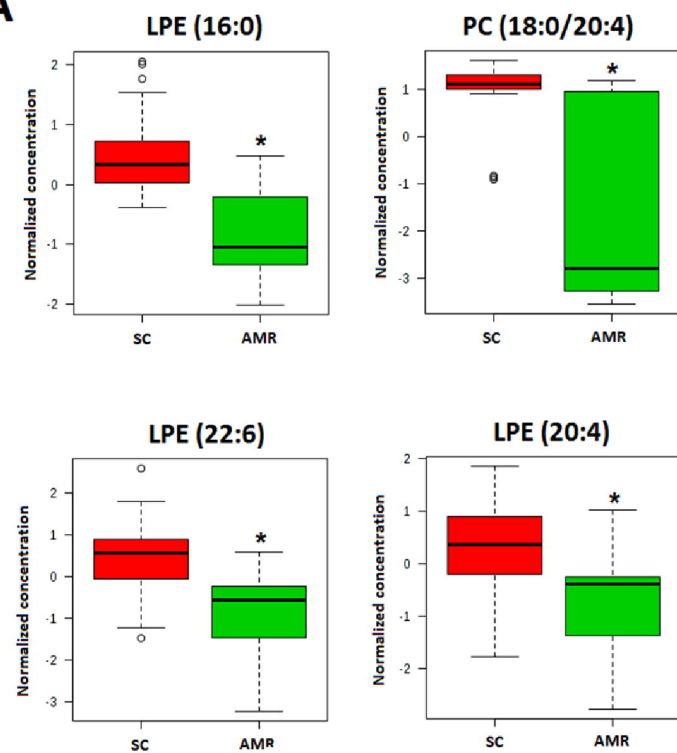 A
LPE (16:0)
PC (18:0/20:4)
Normalized concentration
2
1
0
-1
-2
*
SC
AMR
Normalized concentration
1
0
-1
-2
-3
*
SC
AMR
LPE (22:6)
LPE (20:4)
Normalized concentration
2
1
0
-1
-2
-3
*
SC
AMR
Normalized concentration
2
1
0
-1
-2
*
SC
AMR